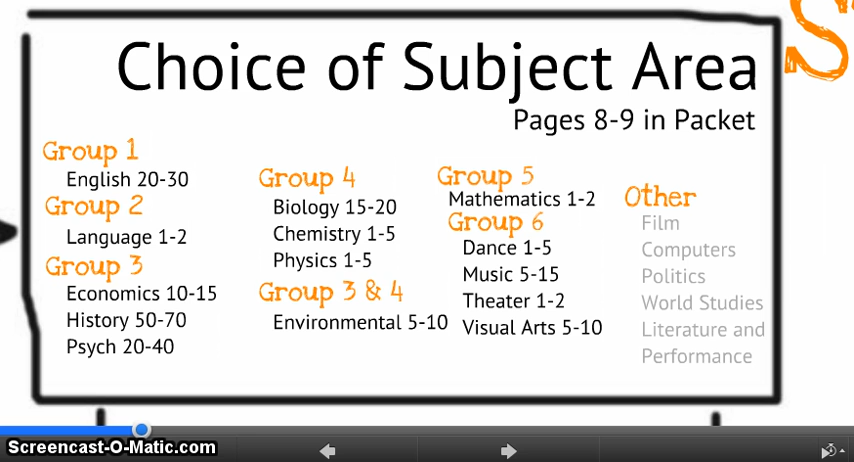 Choice of Subject Area
Pages 8-9 in Packet
Group 1
English 20-30
Group 2
Language 1-2
Group 3
Economics 10-15
History 50-70
Psych 20-40
Group 4
Biology 15-20
Chemistry 1-5
Physics 1-5
Group 3 & 4
Environmental 5-10
Group 5
Mathematics 1-2
Group 6
Dance 1-5
Music 5-15
Theater 1-2
Visual Arts 5-10
Other
Film
Computers
Politics
World Studies
Literature and
Performance
S
Screencast-O-Matic.com